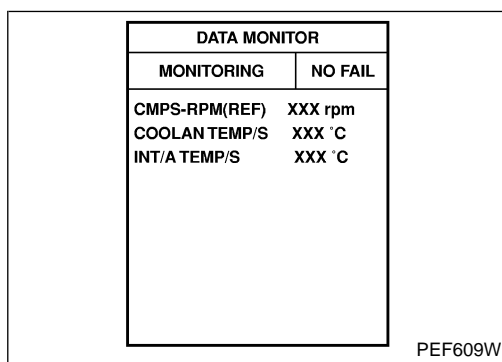 DATA MONITOR
MONITORING NO FAIL
CMPS-RPM(REF) XXX rpm
COOLAN TEMP/S XXX °C
INT/A TEMP/S XXX °C
PEF609W